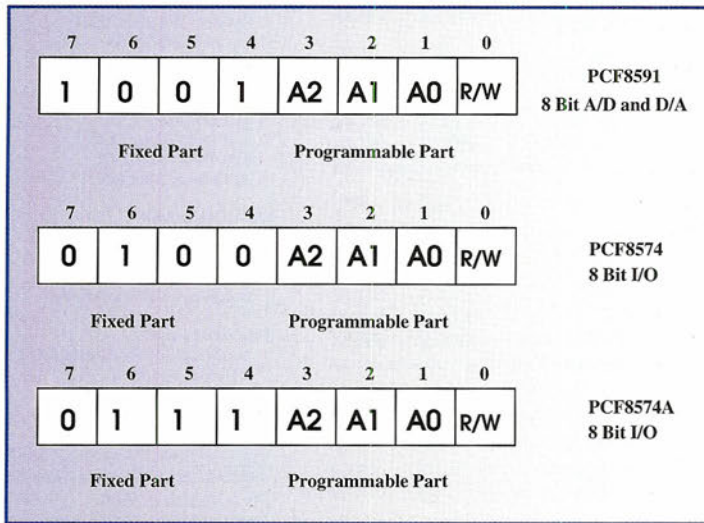 7 6 5 4 3 2 1 0
1 0 0 1 A2 A1 A0 R/W
PCF8591
8 Bit A/D and D/A
Fixed Part Programmable Part
7 6 5 4 3 2 1 0
0 1 0 0 A2 A1 A0 R/W
PCF8574
8 Bit I/O
Fixed Part Programmable Part
7 6 5 4 3 2 1 0
0 1 1 1 A2 A1 A0 R/W
PCF8574A
8 Bit I/O
Fixed Part Programmable Part